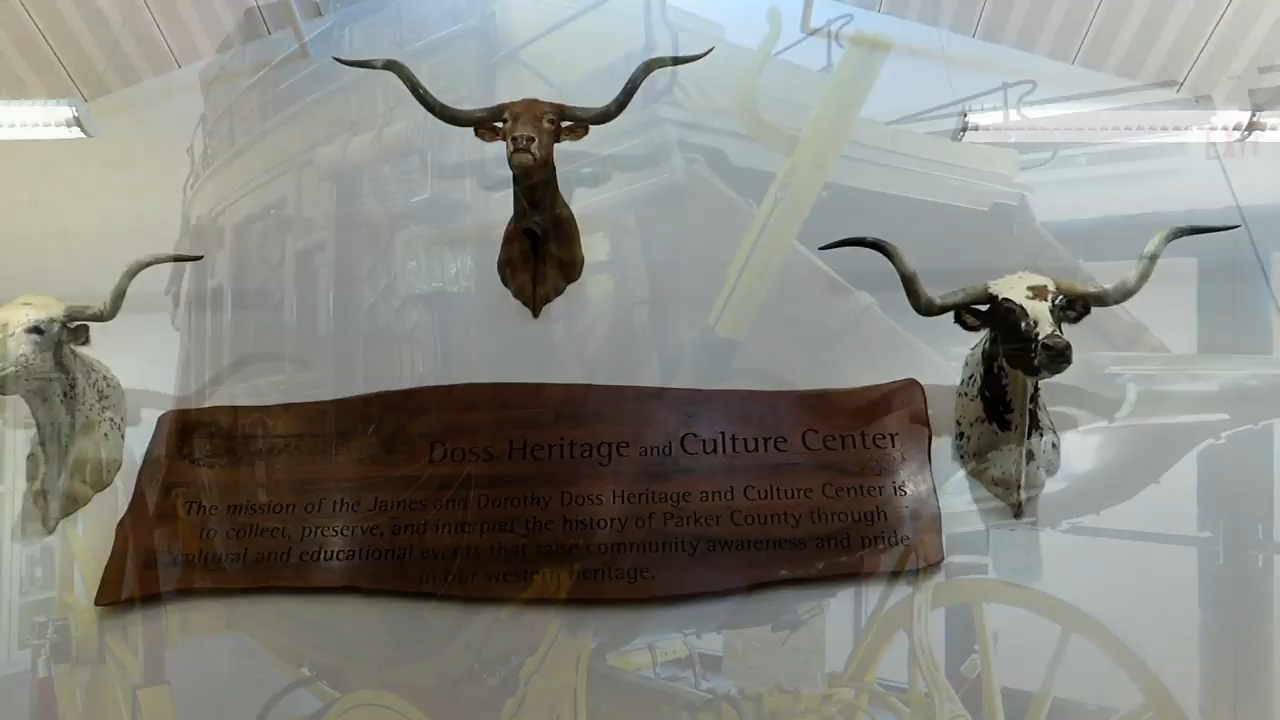 EXIT
Doss Heritage and Culture Center
The mission of the James and Dorothy Doss Heritage and Culture Center is
to collect, preserve, and interpret the history of Parker County through
cultural and educational events that raise community awareness and pride
in our western heritage.